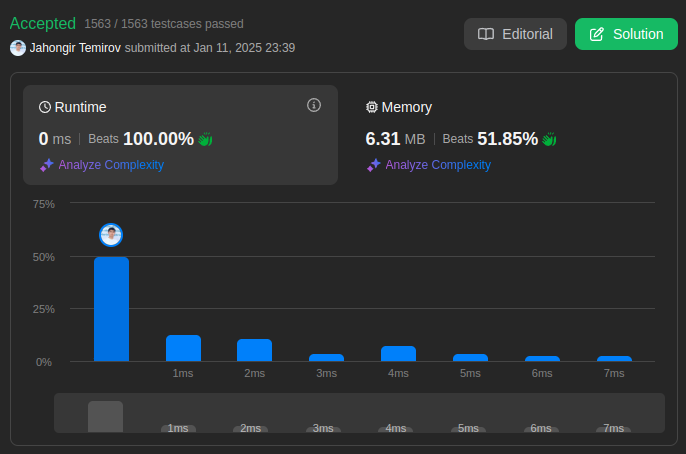 Accepted 1563 / 1563 testcases passed
Jahongir Temirov submitted at Jan 11, 2025 23:39
Editorial
Solution
Runtime
0 ms | Beats 100.00%
Analyze Complexity
Memory
6.31 MB | Beats 51.85%
Analyze Complexity
75%
50%
25%
0%
1ms 2ms 3ms 4ms 5ms 6ms 7ms
1ms 2ms 3ms 4ms 5ms 6ms 7ms